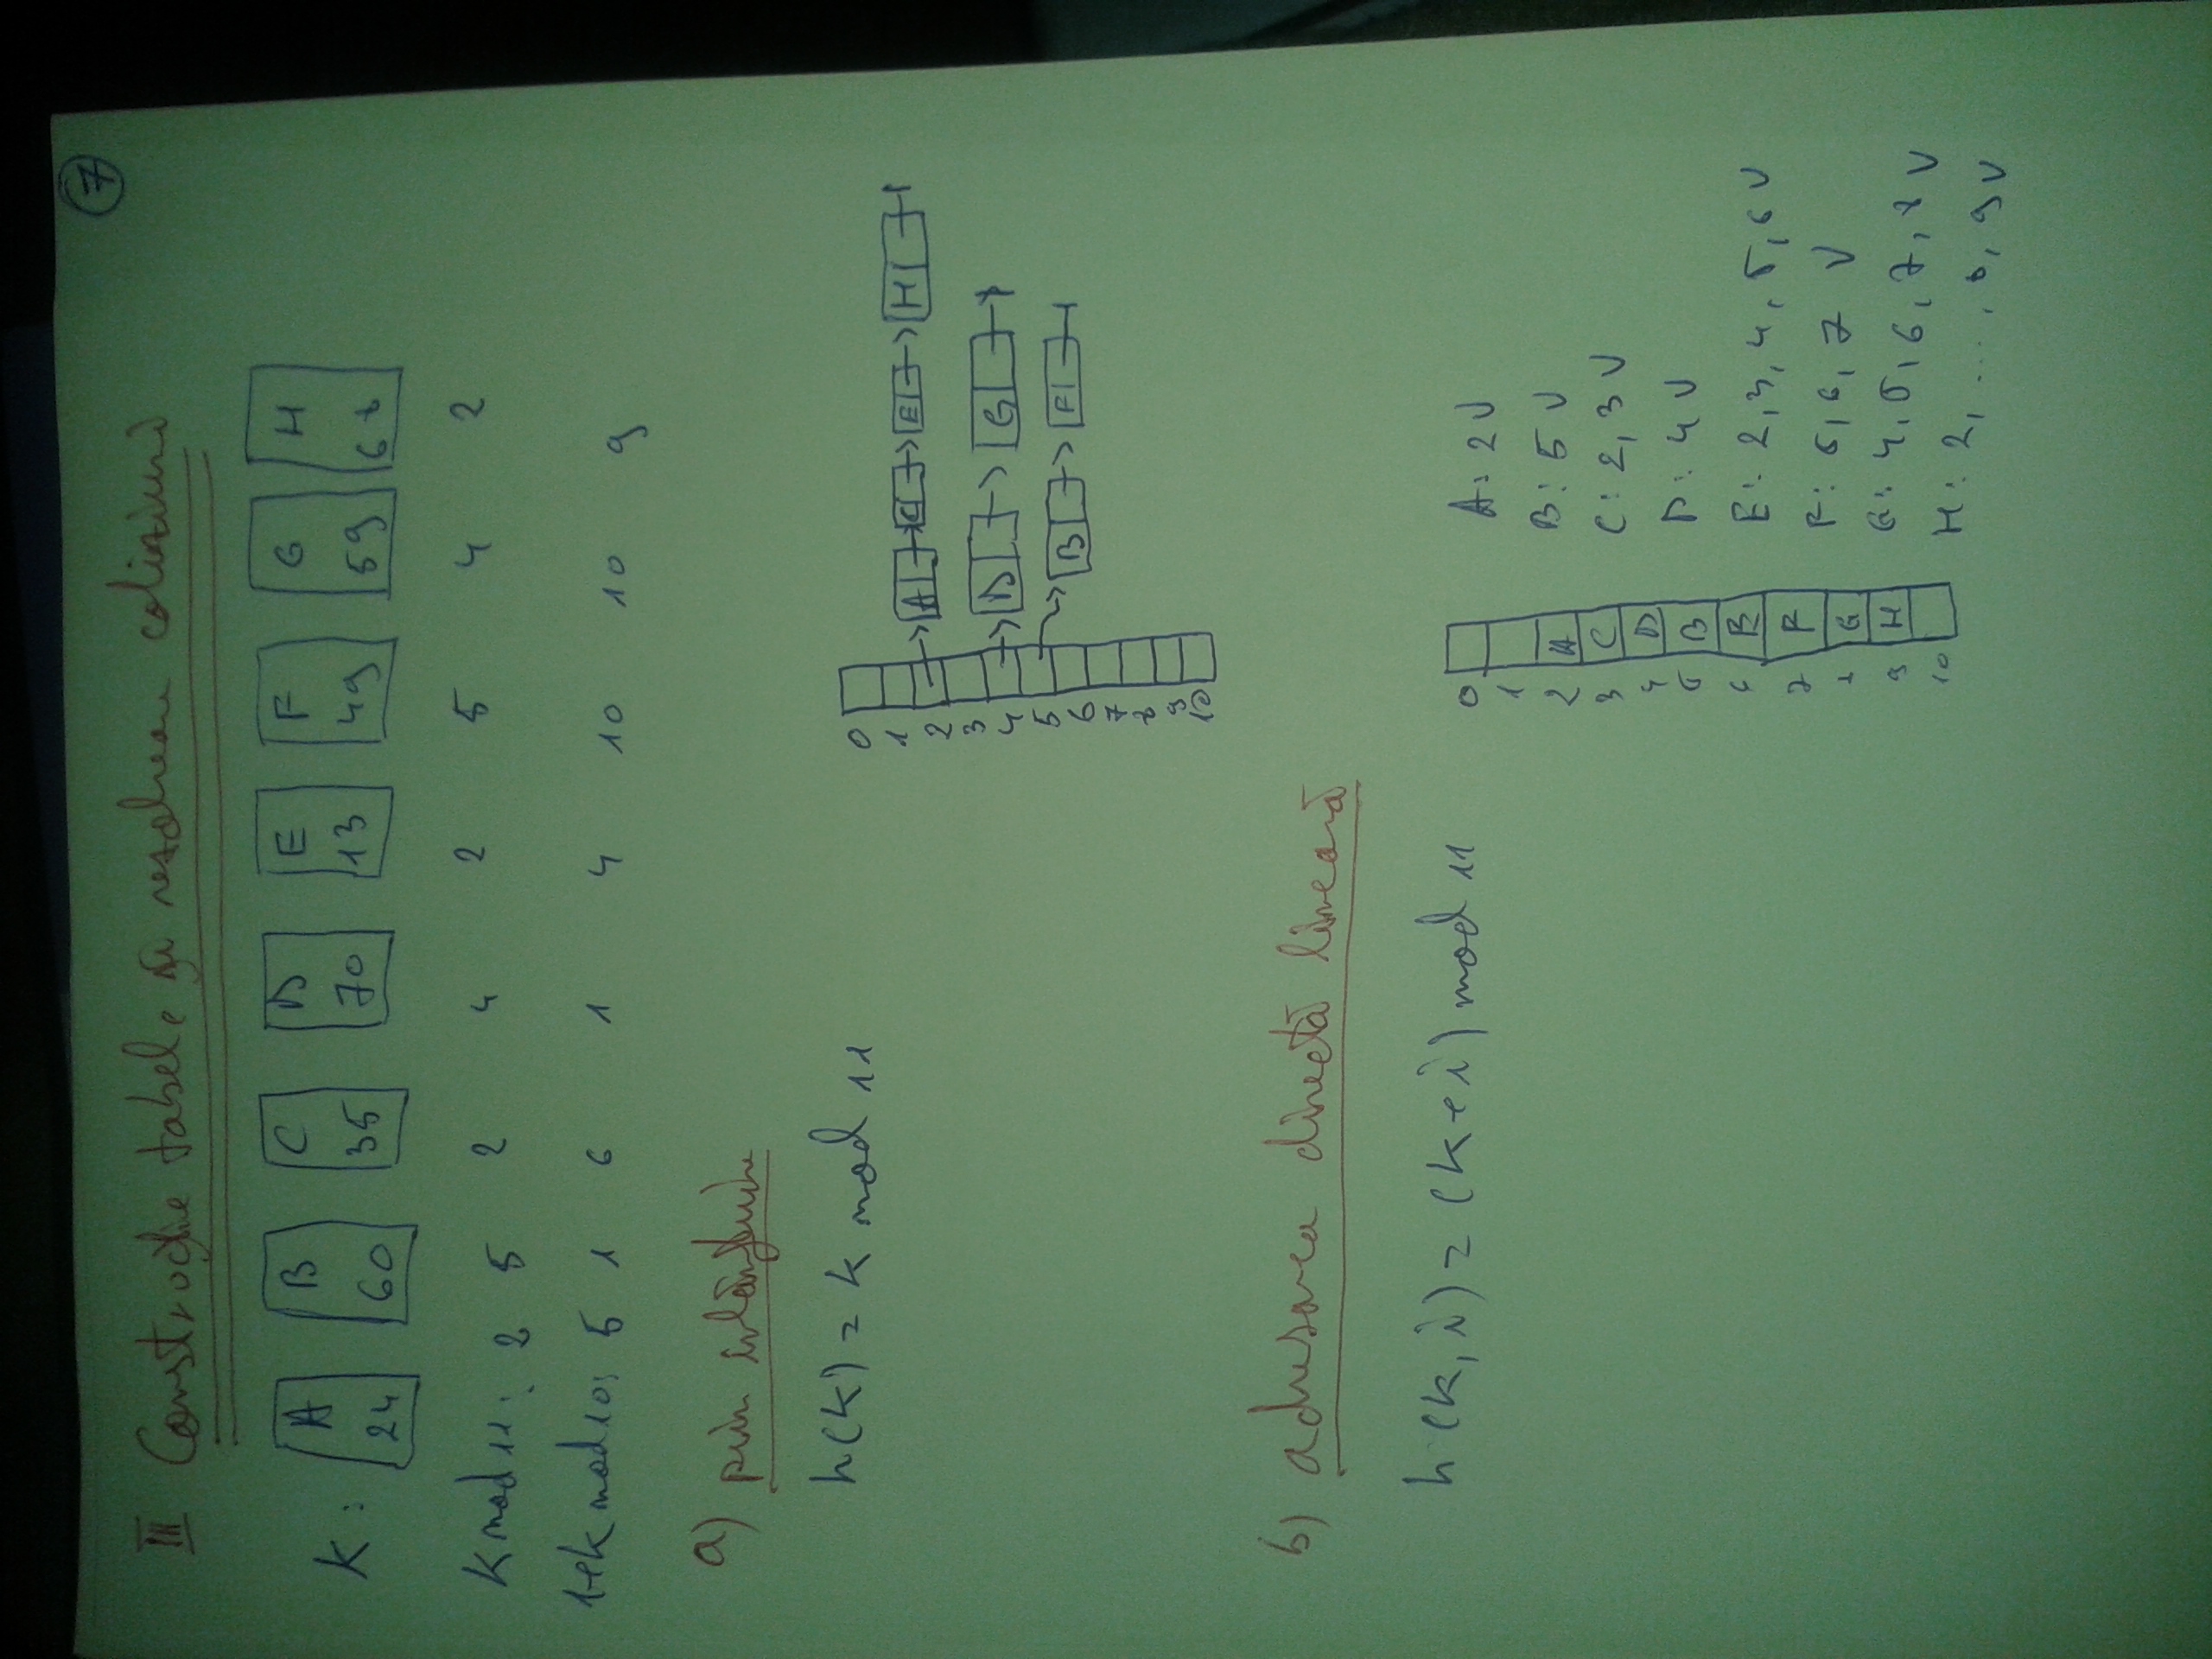 7
III Construcție tabele și rezolvarea coliziunii
K: A B C D E F G H
24 60 35 70 13 49 59 68
K mod 11: 2 5 2 4 2 5 4 2
1+k mod 10: 5 1 6 1 4 10 10 9
a) prin înlănțuire
h(k) = k mod 11
0
1
2 A C E H
3
4 D G
5 B F
6
7
8
9
10
b) adresarea directă lineară
h(k, i) = (k + i) mod 11
0
1
2 A
3 C
4 D
5 B
6 E
7 F
8 G
9 H
10
A: 2 V
B: 5 V
C: 2, 3 V
D: 4 V
E: 2, 3, 4, 5, 6 V
F: 5, 6, 7 V
G: 4, 5, 6, 7, 8 V
H: 2, ..., 8, 9 V